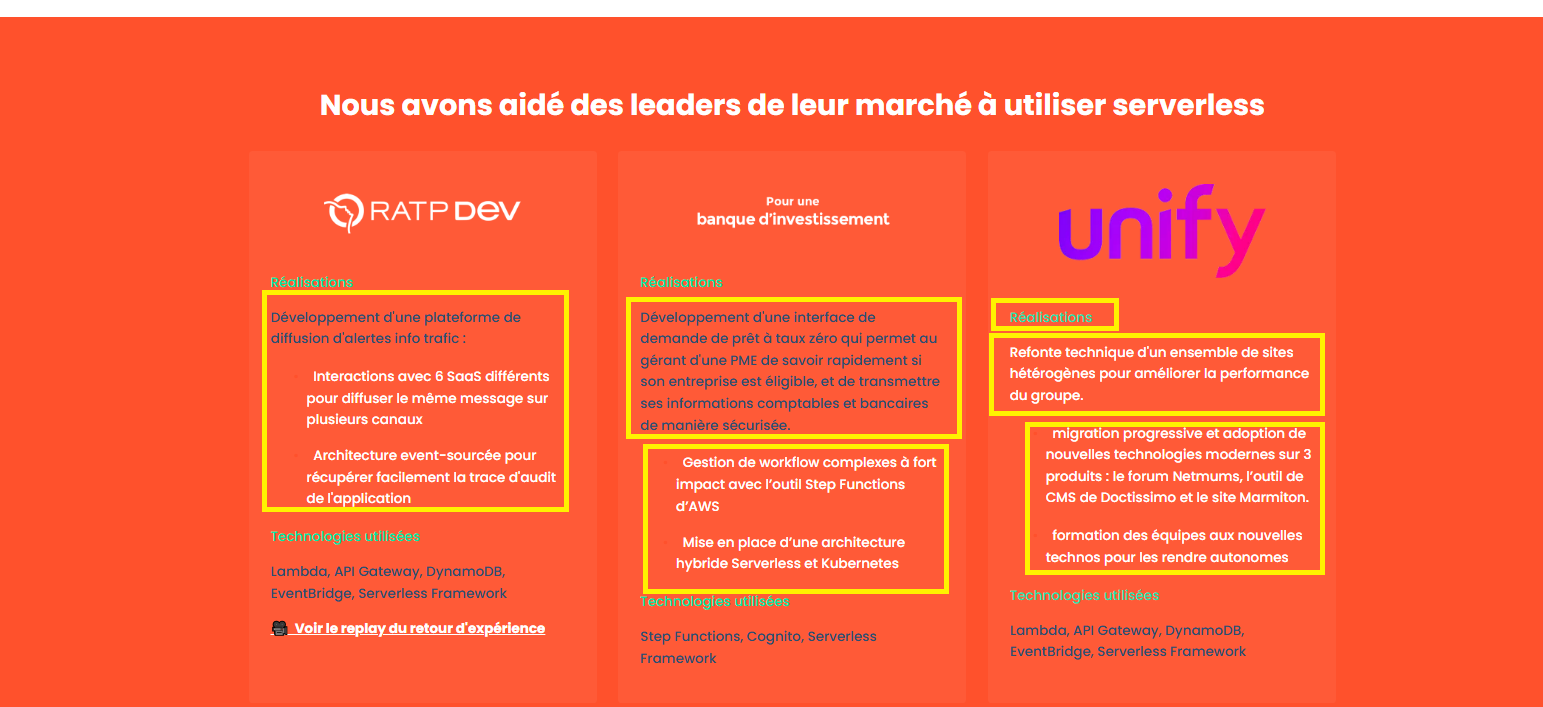 Nous avons aidé des leaders de leur marché à utiliser serverless
RATP DEV
Réalisations
Développement d'une plateforme de
diffusion d'alertes info trafic :
Interactions avec 6 SaaS différents
pour diffuser le même message sur
plusieurs canaux
Architecture event-sourcée pour
récupérer facilement la trace d'audit
de l'application
Technologies utilisées
Lambda, API Gateway, DynamoDB,
EventBridge, Serverless Framework
Voir le replay du retour d'expérience
Pour une
banque d'investissement
Réalisations
Développement d'une interface de
demande de prêt à taux zéro qui permet au
gérant d'une PME de savoir rapidement si
son entreprise est éligible, et de transmettre
ses informations comptables et bancaires
de manière sécurisée.
Gestion de workflow complexes à fort
impact avec l’outil Step Functions
d’AWS
Mise en place d’une architecture
hybride Serverless et Kubernetes
Technologies utilisées
Step Functions, Cognito, Serverless
Framework
unify
Réalisations
Refonte technique d'un ensemble de sites
hétérogènes pour améliorer la performance
du groupe.
migration progressive et adoption de
nouvelles technologies modernes sur 3
produits : le forum Netmums, l’outil de
CMS de Doctissimo et le site Marmiton.
formation des équipes aux nouvelles
technos pour les rendre autonomes
Technologies utilisées
Lambda, API Gateway, DynamoDB,
EventBridge, Serverless Framework